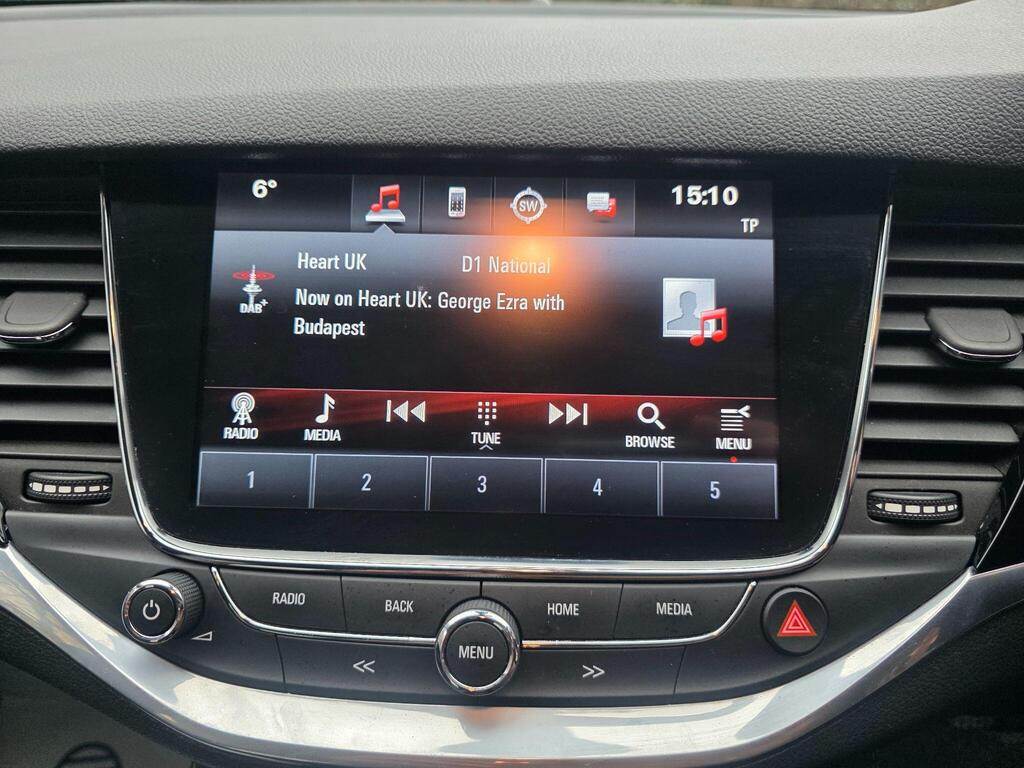 6°
SW
15:10
TP
Heart UK
D1 National
DAB+
Now on Heart UK: George Ezra with
Budapest
RADIO
MEDIA
TUNE
BROWSE
MENU
1
2
3
4
5
RADIO
BACK
HOME
MEDIA
MENU